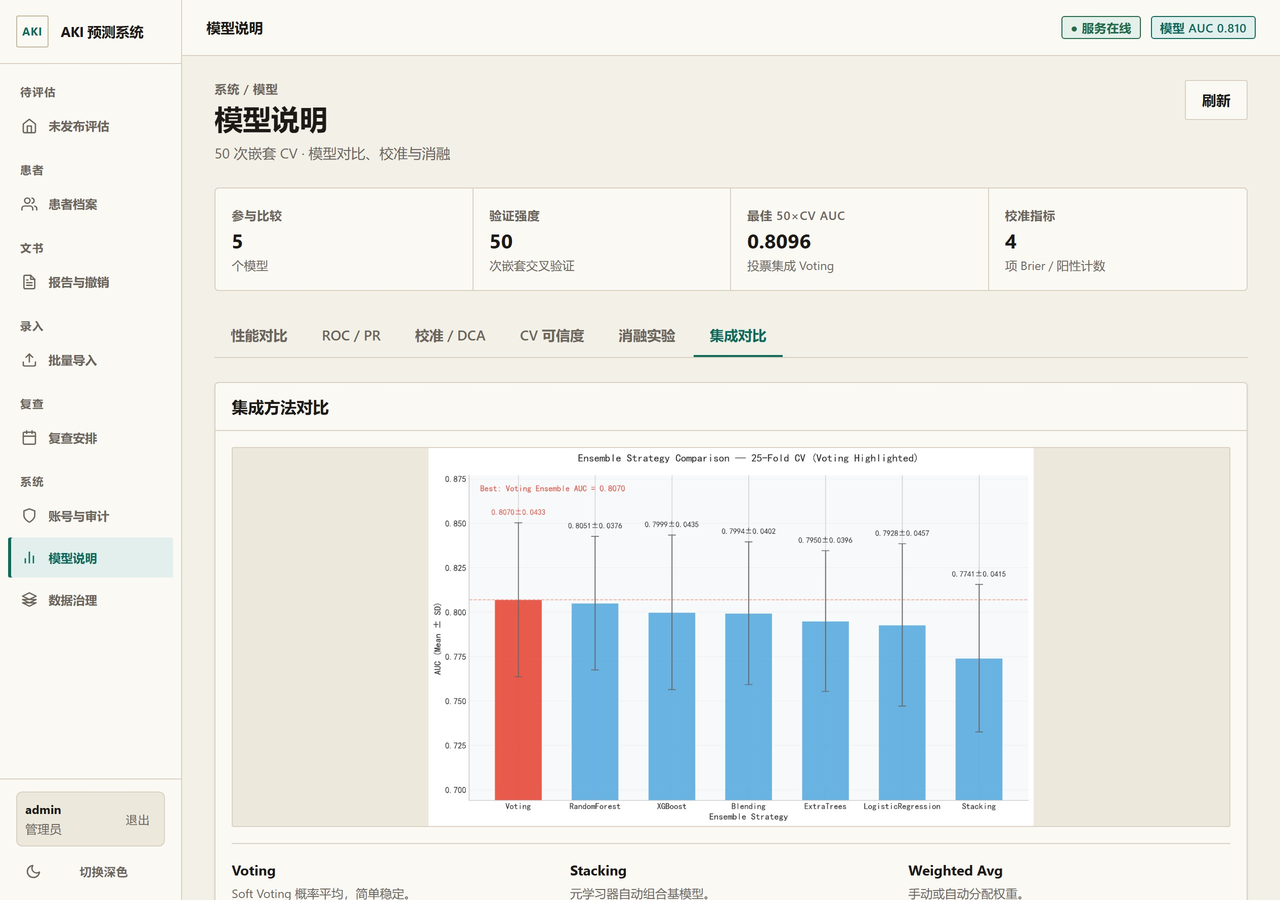 AKI
AKI 预测系统
待评估
未发布评估
患者
患者档案
文书
报告与撤销
录入
批量导入
复查
复查安排
系统
账号与审计
模型说明
数据治理
admin
管理员
退出
切换深色
模型说明
● 服务在线
模型 AUC 0.810
系统 / 模型
模型说明
50 次嵌套 CV · 模型对比、校准与消融
刷新
参与比较
5
个模型
验证强度
50
次嵌套交叉验证
最佳 50×CV AUC
0.8096
投票集成 Voting
校准指标
4
项 Brier / 阳性计数
性能对比
ROC / PR
校准 / DCA
CV 可信度
消融实验
集成对比
集成方法对比
Ensemble Strategy Comparison — 25-Fold CV (Voting Highlighted)
Best: Voting Ensemble AUC = 0.8070
0.8070±0.0433
0.8051±0.0376
0.7999±0.0435
0.7994±0.0402
0.7950±0.0396
0.7928±0.0457
0.7741±0.0415
AUC (Mean ± SD)
0.875
0.850
0.825
0.800
0.775
0.750
0.725
0.700
Voting
RandomForest
XGBoost
Blending
ExtraTrees
LogisticRegression
Stacking
Ensemble Strategy
Voting
Soft Voting 概率平均，简单稳定。
Stacking
元学习器自动组合基模型。
Weighted Avg
手动或自动分配权重。